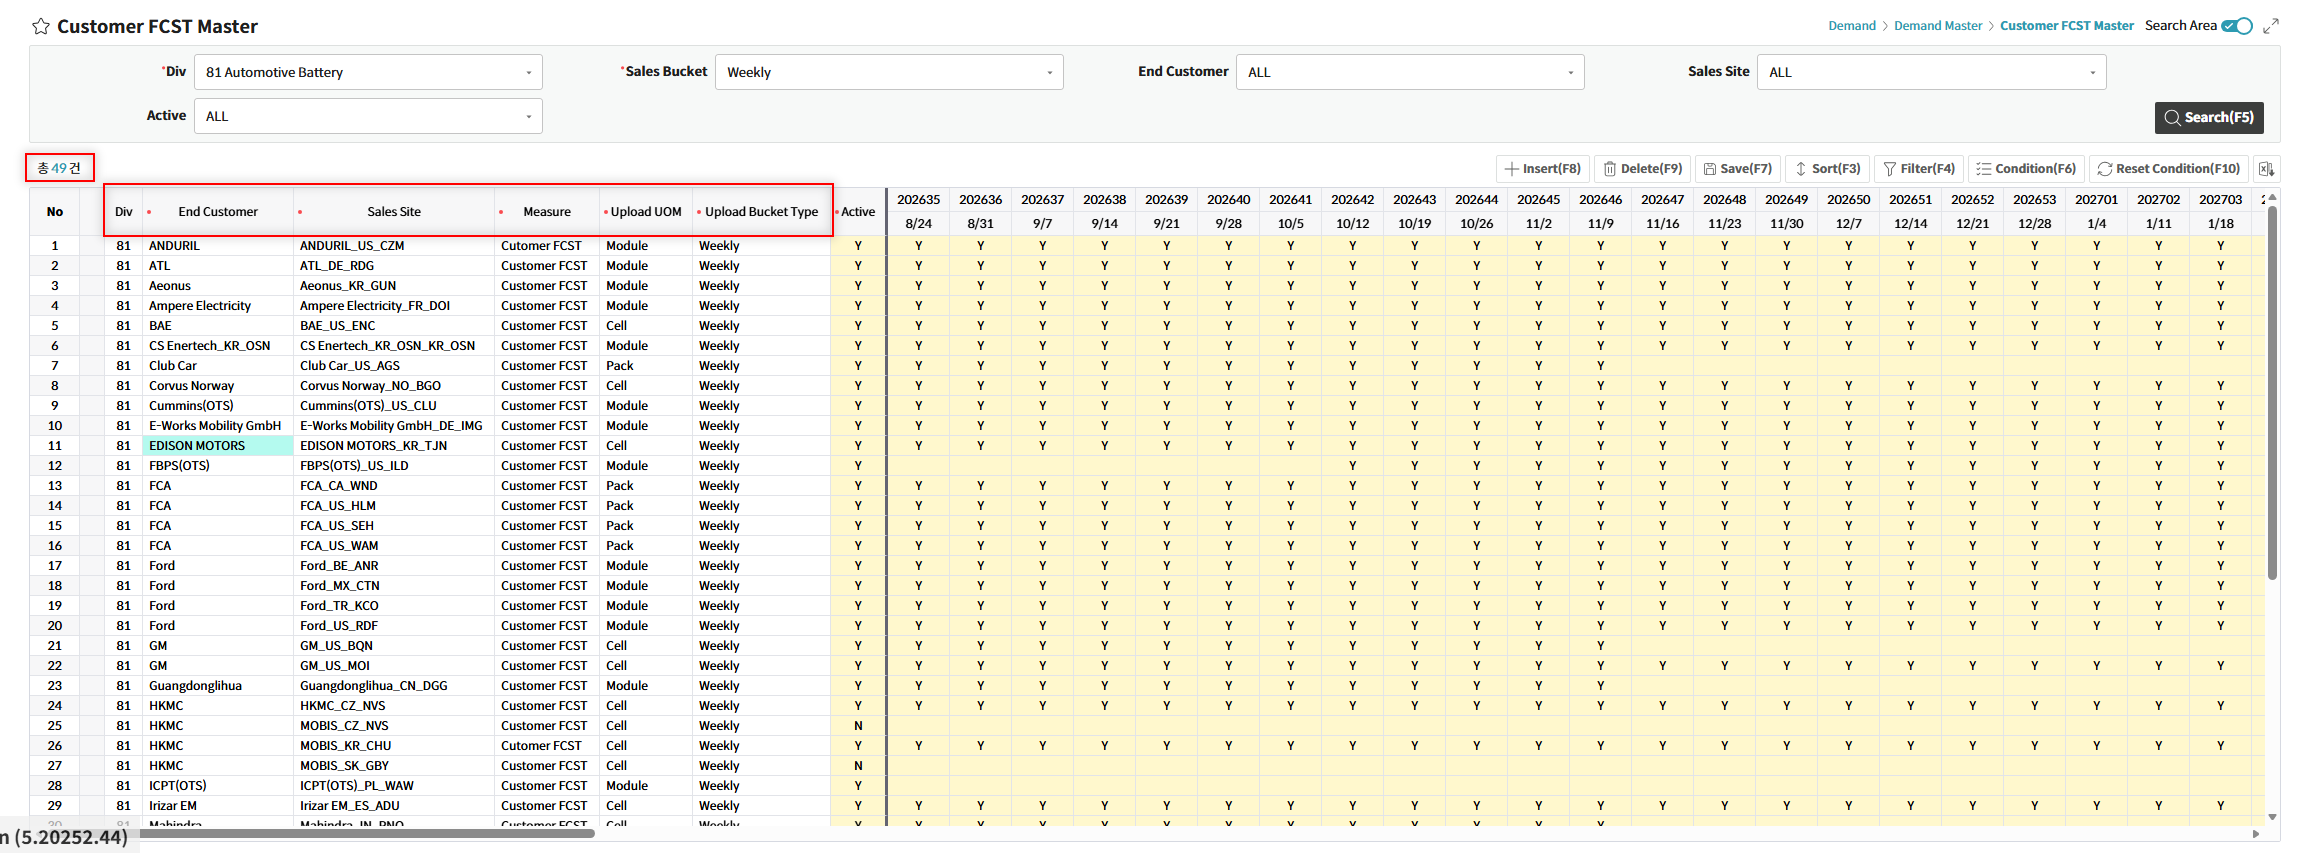 Customer FCST Master
Demand > Demand Master > Customer FCST Master Search Area
*Div 81 Automotive Battery *Sales Bucket Weekly End Customer ALL Sales Site ALL
Active ALL Search(F5)
총 49 건 Insert(F8) Delete(F9) Save(F7) Sort(F3) Filter(F4) Condition(F6) Reset Condition(F10)
No Div End Customer Sales Site Measure Upload UOM Upload Bucket Type Active 202635 202636 202637 202638 202639 202640 202641 202642 202643 202644 202645 202646 202647 202648 202649 202650 202651 202652 202653 202701 202702 202703
8/24 8/31 9/7 9/14 9/21 9/28 10/5 10/12 10/19 10/26 11/2 11/9 11/16 11/23 11/30 12/7 12/14 12/21 12/28 1/4 1/11 1/18
1 81 ANDURIL ANDURIL_US_CZM Cutomer FCST Module Weekly Y Y Y Y Y Y Y Y Y Y Y Y Y Y Y Y Y Y Y Y Y Y Y
2 81 ATL ATL_DE_RDG Customer FCST Module Weekly Y Y Y Y Y Y Y Y Y Y Y Y Y Y Y Y Y Y Y Y Y Y Y
3 81 Aeonus Aeonus_KR_GUN Customer FCST Module Weekly Y Y Y Y Y Y Y Y Y Y Y Y Y Y Y Y Y Y Y Y Y Y Y
4 81 Ampere Electricity Ampere Electricity_FR_DOI Customer FCST Module Weekly Y Y Y Y Y Y Y Y Y Y Y Y Y Y Y Y Y Y Y Y Y Y Y
5 81 BAE BAE_US_ENC Customer FCST Cell Weekly Y Y Y Y Y Y Y Y Y Y Y Y Y Y Y Y Y Y Y Y Y Y Y
6 81 CS Enertech_KR_OSN CS Enertech_KR_OSN_KR_OSN Customer FCST Module Weekly Y Y Y Y Y Y Y Y Y Y Y Y Y Y Y Y Y Y Y Y Y Y Y
7 81 Club Car Club Car_US_AGS Customer FCST Pack Weekly Y Y Y Y Y Y Y Y Y Y Y Y Y
8 81 Corvus Norway Corvus Norway_NO_BGO Customer FCST Cell Weekly Y Y Y Y Y Y Y Y Y Y Y Y Y Y Y Y Y Y Y Y Y Y Y
9 81 Cummins(OTS) Cummins(OTS)_US_CLU Customer FCST Module Weekly Y Y Y Y Y Y Y Y Y Y Y Y Y Y Y Y Y Y Y Y Y Y Y
10 81 E-Works Mobility GmbH E-Works Mobility GmbH_DE_IMG Customer FCST Module Weekly Y Y Y Y Y Y Y Y Y Y Y Y Y Y Y Y Y Y Y Y Y Y Y
11 81 EDISON MOTORS EDISON MOTORS_KR_TJN Customer FCST Cell Weekly Y Y Y Y Y Y Y Y Y Y Y Y Y Y Y Y Y Y Y Y Y Y Y
12 81 FBPS(OTS) FBPS(OTS)_US_ILD Customer FCST Module Weekly Y Y Y Y Y Y Y Y Y Y Y Y Y Y Y Y
13 81 FCA FCA_CA_WND Customer FCST Pack Weekly Y Y Y Y Y Y Y Y Y Y Y Y Y Y Y Y Y Y Y Y Y Y Y
14 81 FCA FCA_US_HLM Customer FCST Pack Weekly Y Y Y Y Y Y Y Y Y Y Y Y Y Y Y Y Y Y Y Y Y Y Y
15 81 FCA FCA_US_SEH Customer FCST Pack Weekly Y Y Y Y Y Y Y Y Y Y Y Y Y Y Y Y Y Y Y Y Y Y Y
16 81 FCA FCA_US_WAM Customer FCST Pack Weekly Y Y Y Y Y Y Y Y Y Y Y Y Y Y Y Y Y Y Y Y Y Y Y
17 81 Ford Ford_BE_ANR Customer FCST Module Weekly Y Y Y Y Y Y Y Y Y Y Y Y Y Y Y Y Y Y Y Y Y Y Y
18 81 Ford Ford_MX_CTN Customer FCST Module Weekly Y Y Y Y Y Y Y Y Y Y Y Y Y Y Y Y Y Y Y Y Y Y Y
19 81 Ford Ford_TR_KCO Customer FCST Module Weekly Y Y Y Y Y Y Y Y Y Y Y Y Y Y Y Y Y Y Y Y Y Y Y
20 81 Ford Ford_US_RDF Customer FCST Module Weekly Y Y Y Y Y Y Y Y Y Y Y Y Y Y Y Y Y Y Y Y Y Y Y
21 81 GM GM_US_BQN Customer FCST Cell Weekly Y Y Y Y Y Y Y Y Y Y Y Y Y
22 81 GM GM_US_MOI Customer FCST Cell Weekly Y Y Y Y Y Y Y Y Y Y Y Y Y Y Y Y Y Y Y Y Y Y Y
23 81 Guangdonglihua Guangdonglihua_CN_DGG Customer FCST Module Weekly Y Y Y Y Y Y Y Y Y Y Y Y Y
24 81 HKMC HKMC_CZ_NVS Customer FCST Cell Weekly Y Y Y Y Y Y Y Y Y Y Y Y Y Y Y Y Y Y Y Y Y Y Y
25 81 HKMC MOBIS_CZ_NVS Customer FCST Cell Weekly N
26 81 HKMC MOBIS_KR_CHU Cutomer FCST Cell Weekly Y Y Y Y Y Y Y Y Y Y Y Y Y Y Y Y Y Y Y Y Y Y Y
27 81 HKMC MOBIS_SK_GBY Customer FCST Cell Weekly N
28 81 ICPT(OTS) ICPT(OTS)_PL_WAW Customer FCST Module Weekly Y
29 81 Irizar EM Irizar EM_ES_ADU Customer FCST Cell Weekly Y Y Y Y Y Y Y Y Y Y Y Y Y Y Y Y Y Y Y Y Y Y Y
30 81 Mahindra Customer FCST Cell Weekly Y Y Y Y Y Y Y Y Y Y Y Y Y
n (5.20252.44)